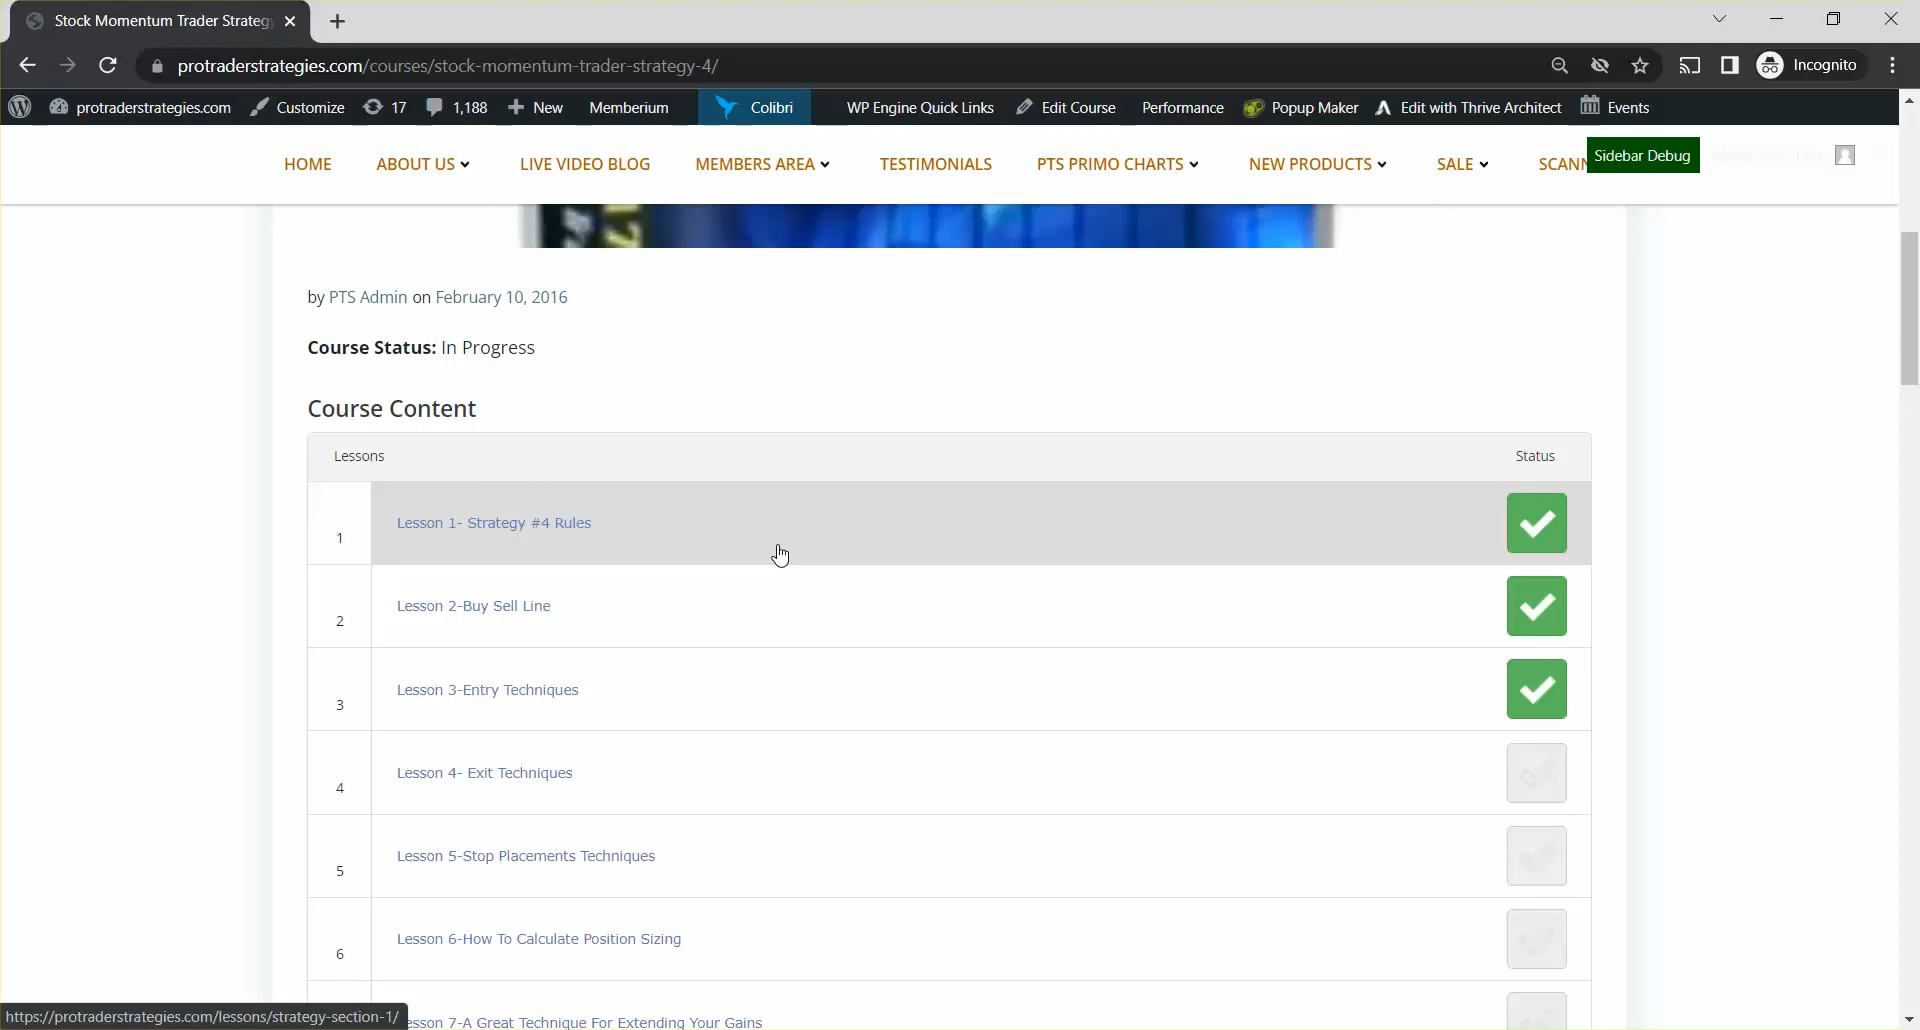 Stock Momentum Trader Strateg
protraderstrategies.com/courses/stock-momentum-trader-strategy-4/
Incognito
protraderstrategies.com Customize 17 1,188 New Memberium Colibri WP Engine Quick Links Edit Course Performance Popup Maker Edit with Thrive Architect Events
HOME ABOUT US LIVE VIDEO BLOG MEMBERS AREA TESTIMONIALS PTS PRIMO CHARTS NEW PRODUCTS SALE SCANN
Sidebar Debug
by PTS Admin on February 10, 2016
Course Status: In Progress
Course Content
Lessons Status
1 Lesson 1- Strategy #4 Rules
2 Lesson 2-Buy Sell Line
3 Lesson 3-Entry Techniques
4 Lesson 4- Exit Techniques
5 Lesson 5-Stop Placements Techniques
6 Lesson 6-How To Calculate Position Sizing
esson 7-A Great Technique For Extending Your Gains
https://protraderstrategies.com/lessons/strategy-section-1/